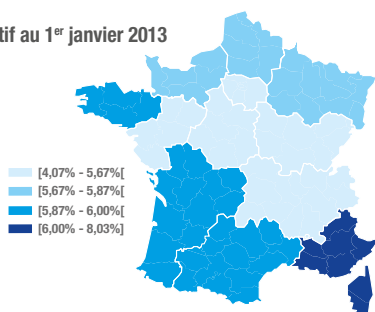 tif au 1er janvier 2013
[4,07% - 5,67%[
[5,67% - 5,87%[
[5,87% - 6,00%[
[6,00% - 8,03%]